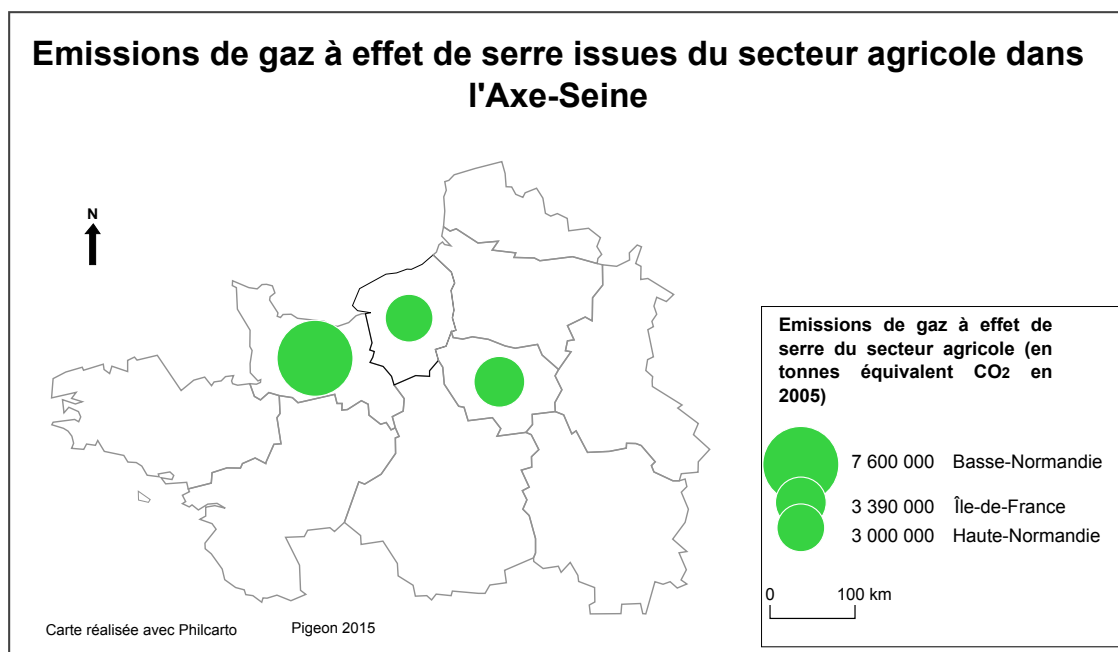 Emissions de gaz à effet de serre issues du secteur agricole dans
l'Axe-Seine
N
Emissions de gaz à effet de
serre du secteur agricole (en
tonnes équivalent CO2 en
2005)
7 600 000 Basse-Normandie
3 390 000 Île-de-France
3 000 000 Haute-Normandie
0 100 km
Carte réalisée avec Philcarto Pigeon 2015